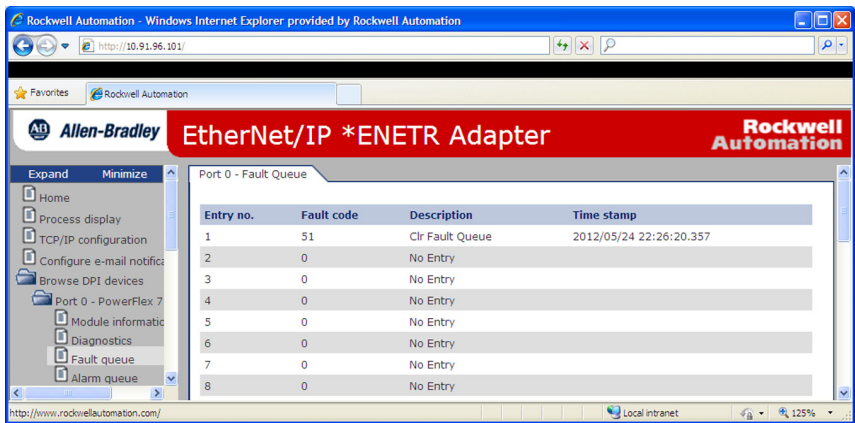 Rockwell Automation - Windows Internet Explorer provided by Rockwell Automation
http://10.91.96.101/
Favorites
Rockwell Automation
AB Allen-Bradley
EtherNet/IP *ENETR Adapter
Rockwell
Automation
Expand Minimize
Home
Process display
TCP/IP configuration
Configure e-mail notifica
Browse DPI devices
Port 0 - PowerFlex 7
Module informatic
Diagnostics
Fault queue
Alarm queue
Port 0 - Fault Queue
Entry no. Fault code Description Time stamp
1 51 Clr Fault Queue 2012/05/24 22:26:20.357
2 0 No Entry
3 0 No Entry
4 0 No Entry
5 0 No Entry
6 0 No Entry
7 0 No Entry
8 0 No Entry
http://www.rockwellautomation.com/
Local intranet
125%